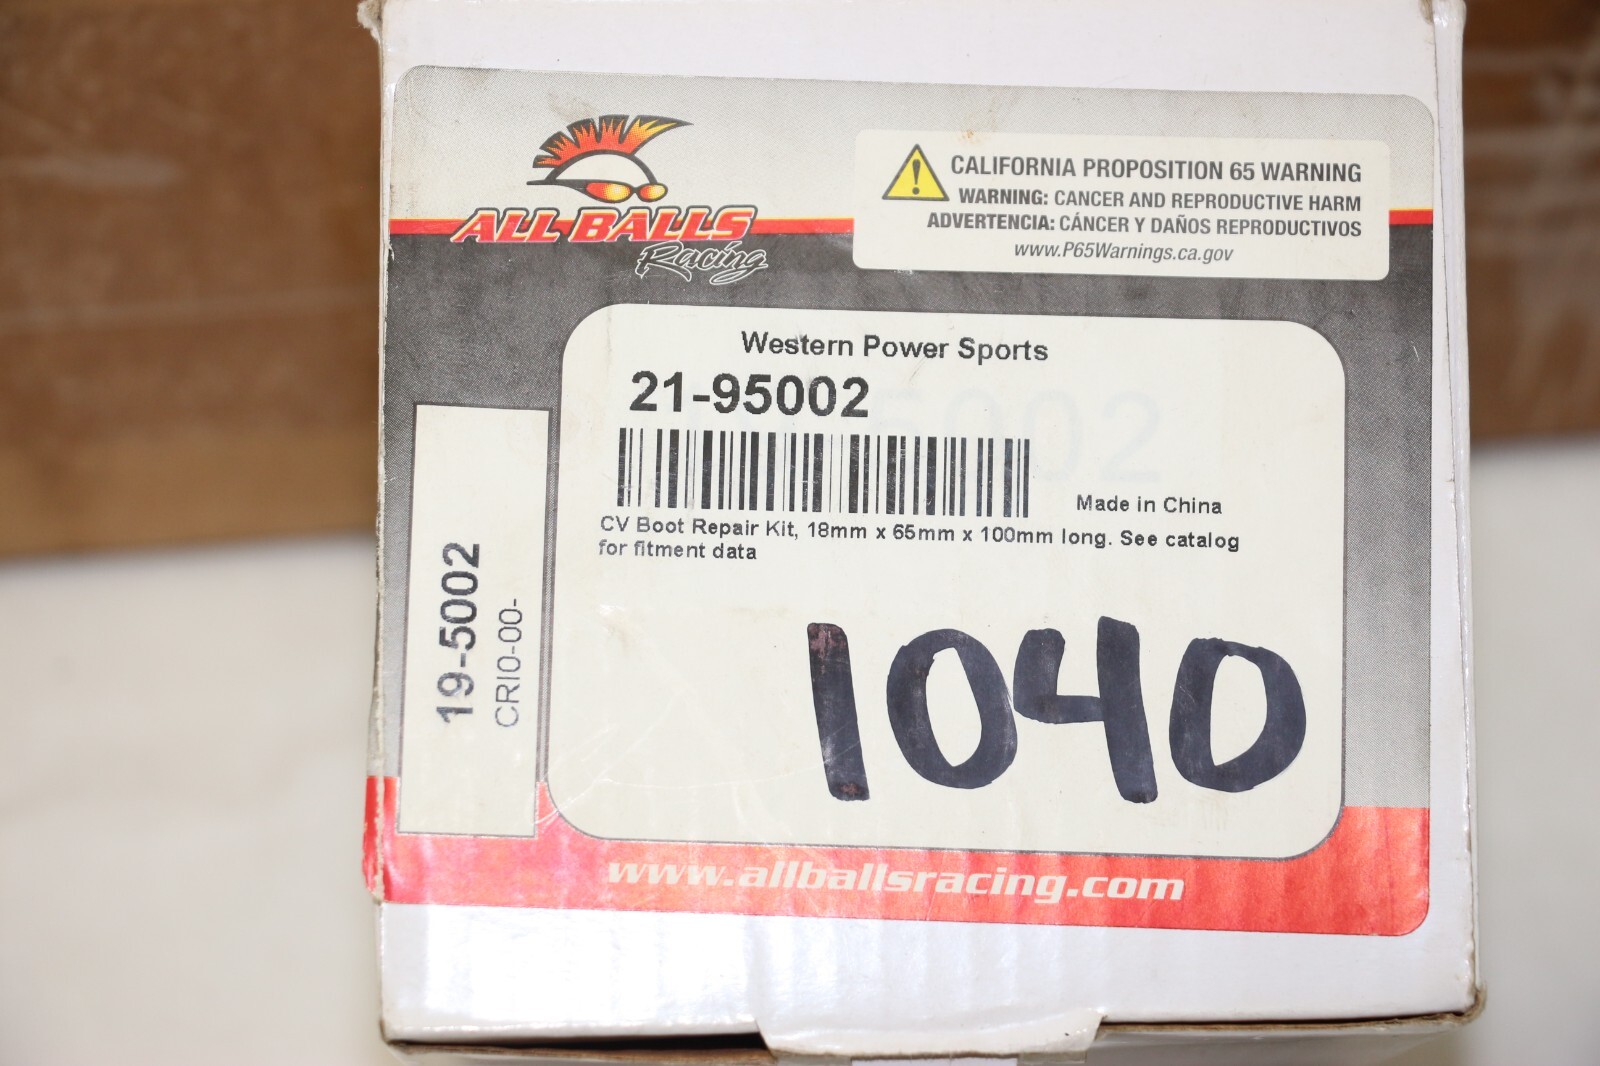 ALL BALLS
Racing
CALIFORNIA PROPOSITION 65 WARNING
WARNING: CANCER AND REPRODUCTIVE HARM
ADVERTENCIA: CÁNCER Y DAÑOS REPRODUCTIVOS
www.P65Warnings.ca.gov
Western Power Sports
21-95002
Made in China
CV Boot Repair Kit, 18mm x 65mm x 100mm long. See catalog
for fitment data
19-5002
CRI0-00-
1040
www.allballsracing.com